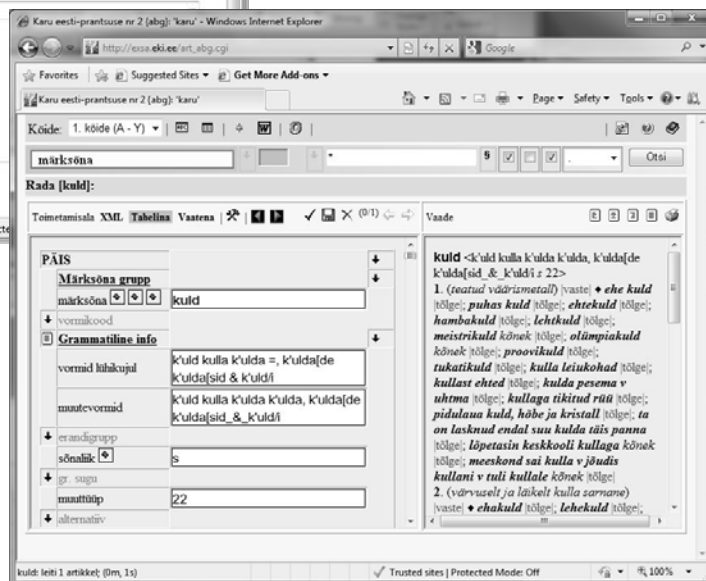 Karu eesti-prantsuse nr 2 (abg): 'karu' - Windows Internet Explorer
http://exsa.eki.ee/art_abg.cgi
Google
Favorites Suggested Sites Get More Add-ons
Karu eesti-prantsuse nr 2 (abg): 'karu'
Page Safety Tools
Köide: 1. köide (A - Y)
märksõna * § . Otsi
Rada [kuld]:
Toimetamisala XML Tabelina Vaatena (0/1)
PÄIS
Märksõna grupp
märksõna kuld
vormikood
Grammatiline info
vormid lühikujul k'uld kulla k'ulda =, k'ulda[de
k'ulda[sid & k'uld/i
muutevormid k'uld kulla k'ulda k'ulda, k'ulda[de
k'ulda[sid_&_k'uld/i
erandigrupp
sõnaliik s
gr. sugu
muuttüüp 22
alternatiiv
Vaade
kuld <k'uld kulla k'ulda k'ulda, k'ulda[de
k'ulda[sid_&_k'uld/i s 22>
1. (teatud väärismetall) |vaste| ♦ ehe kuld
|tõlge|; puhas kuld |tõlge|; ehtekuld |tõlge|;
hambakuld |tõlge|; lehtkuld |tõlge|;
meistrikuld kõnek |tõlge|; olümpiakuld
kõnek |tõlge|; proovikuld |tõlge|;
tukatikuld |tõlge|; kulla leiukohad |tõlge|;
kullast ehted |tõlge|; kulda pesema v
uhtma |tõlge|; kullaga tikitud rüü |tõlge|;
pidulaua kuld, hõbe ja kristall |tõlge|; ta
on lasknud endal suu kulda täis panna
|tõlge|; lõpetasin keskkooli kullaga kõnek
|tõlge|; meeskond sai kulla v jõudis
kullani v tuli kullale kõnek |tõlge|
2. (värvuselt ja läikelt kulla sarnane)
|vaste| ♦ ehakuld |tõlge|; lehekuld |tõlge|;
kuld: leiti 1 artikkel; (0m, 1s)
Trusted sites | Protected Mode: Off 100%